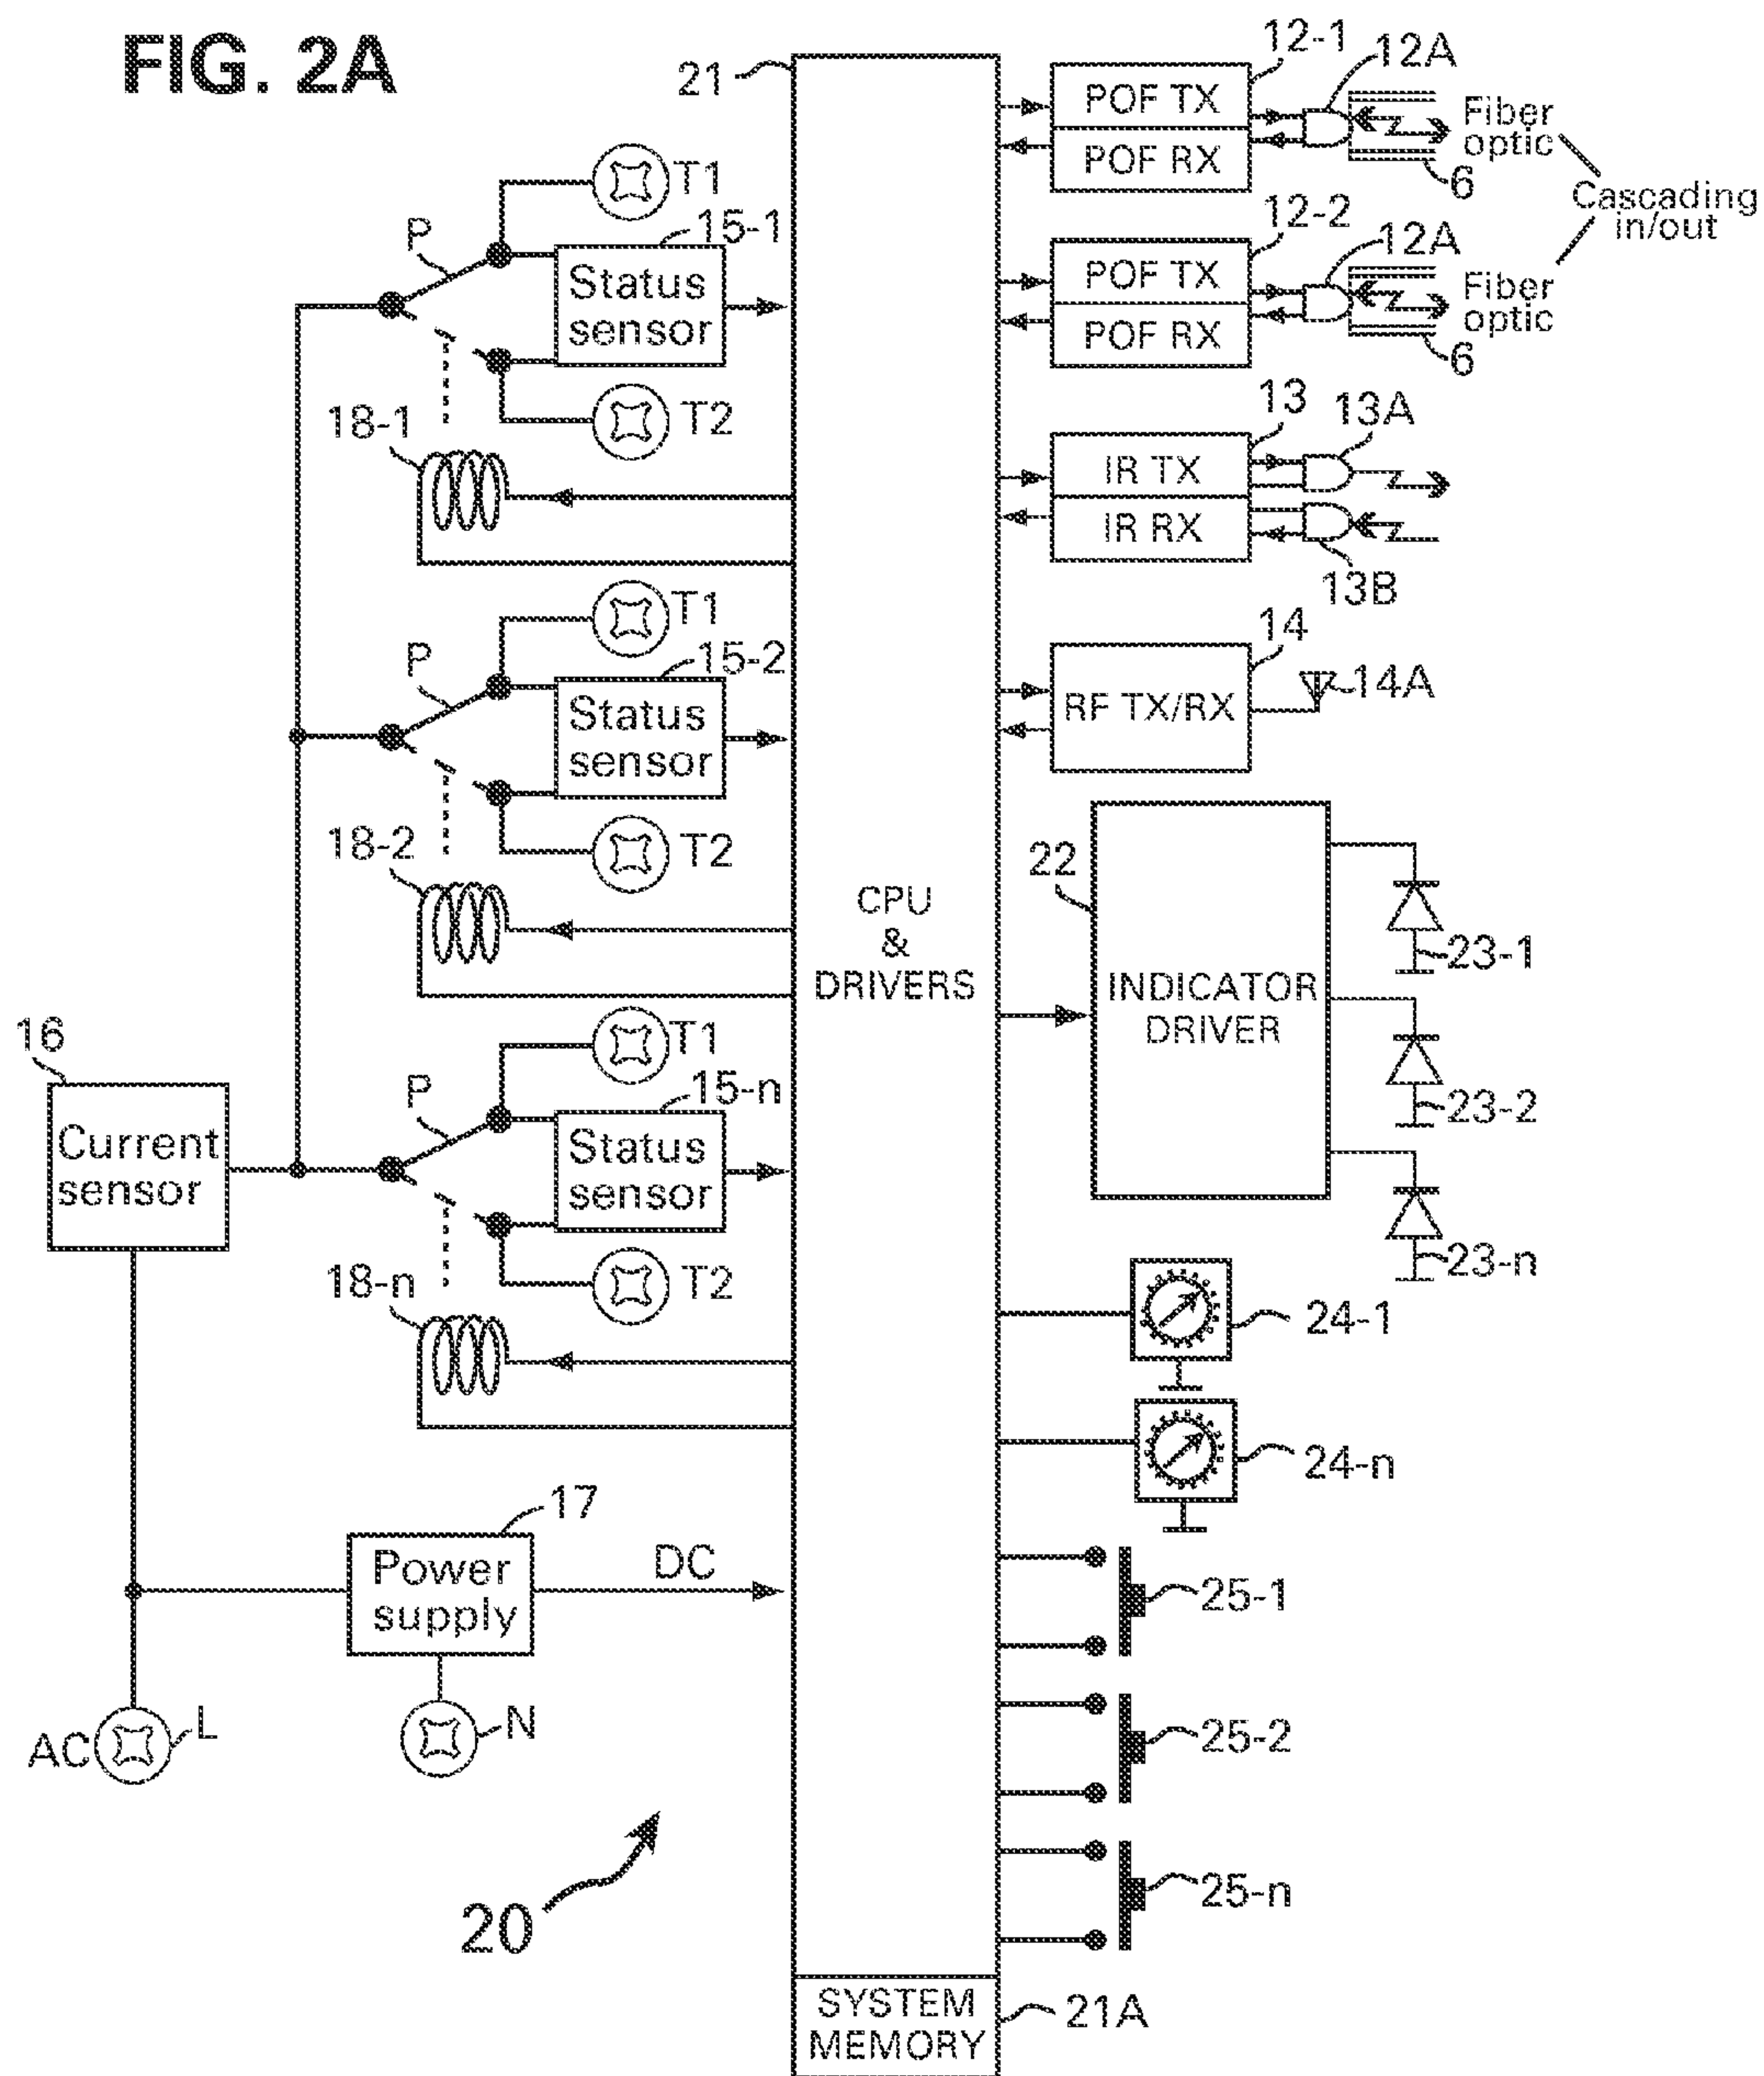 FIG. 2A
21
12-1
12A
POF TX
POF RX
Fiber
optic
6
Cascading
in/out
12-2
12A
POF TX
POF RX
Fiber
optic
6
T1
P
15-1
Status
sensor
T2
18-1
13
13A
IR TX
IR RX
13B
T1
P
15-2
Status
sensor
T2
18-2
14
RF TX/RX
14A
CPU
&
DRIVERS
22
INDICATOR
DRIVER
23-1
23-2
23-n
16
Current
sensor
T1
P
15-n
Status
sensor
T2
18-n
24-1
24-n
17
Power
supply
DC
AC
L
N
25-1
25-2
25-n
20
SYSTEM
MEMORY
21A